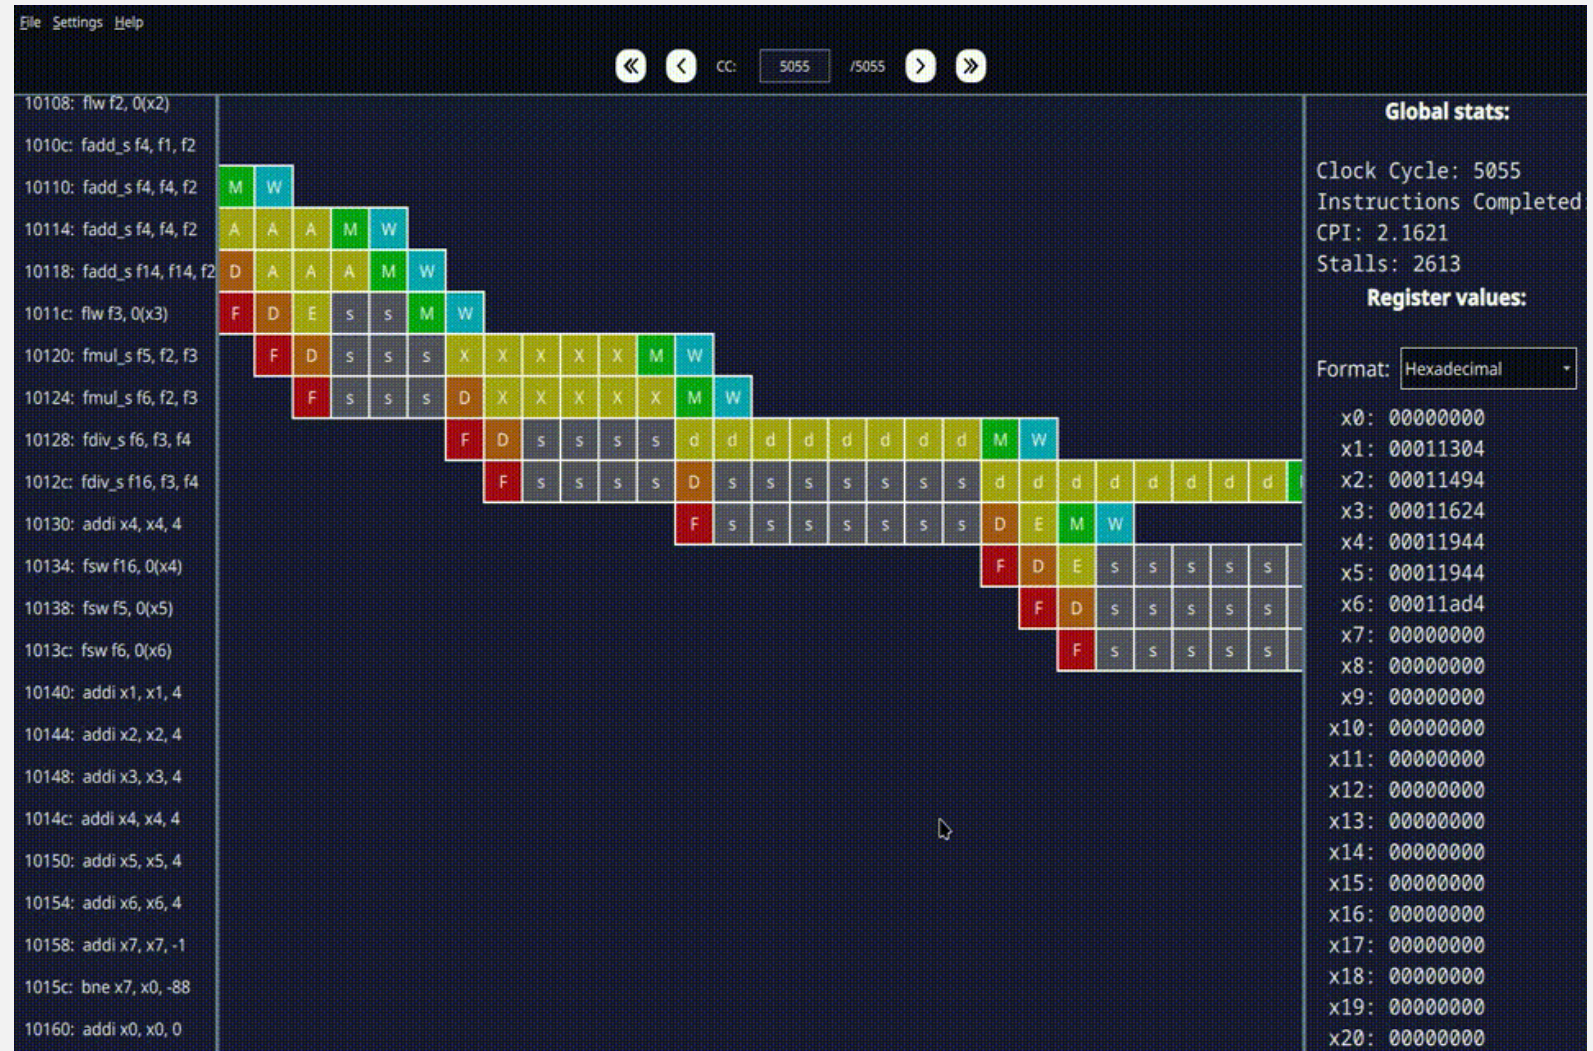 File Settings Help
CC: 5055 /5055
10108: flw f2, 0(x2)
1010c: fadd_s f4, f1, f2
10110: fadd_s f4, f4, f2 M W
10114: fadd_s f4, f4, f2 A A A M W
10118: fadd_s f14, f14, f2 D A A A M W
1011c: flw f3, 0(x3) F D E s s M W
10120: fmul_s f5, f2, f3 F D s s s X X X X X M W
10124: fmul_s f6, f2, f3 F s s s D X X X X X M W
10128: fdiv_s f6, f3, f4 F D s s s s d d d d d d d d M W
1012c: fdiv_s f16, f3, f4 F s s s s D s s s s s s s d d d d d d d d
10130: addi x4, x4, 4 F s s s s s s s D E M W
10134: fsw f16, 0(x4) F D E s s s s s
10138: fsw f5, 0(x5) F D s s s s s
1013c: fsw f6, 0(x6) F s s s s s
10140: addi x1, x1, 4
10144: addi x2, x2, 4
10148: addi x3, x3, 4
1014c: addi x4, x4, 4
10150: addi x5, x5, 4
10154: addi x6, x6, 4
10158: addi x7, x7, -1
1015c: bne x7, x0, -88
10160: addi x0, x0, 0
Global stats:
Clock Cycle: 5055
Instructions Completed
CPI: 2.1621
Stalls: 2613
Register values:
Format: Hexadecimal
x0: 00000000
x1: 00011304
x2: 00011494
x3: 00011624
x4: 00011944
x5: 00011944
x6: 00011ad4
x7: 00000000
x8: 00000000
x9: 00000000
x10: 00000000
x11: 00000000
x12: 00000000
x13: 00000000
x14: 00000000
x15: 00000000
x16: 00000000
x17: 00000000
x18: 00000000
x19: 00000000
x20: 00000000